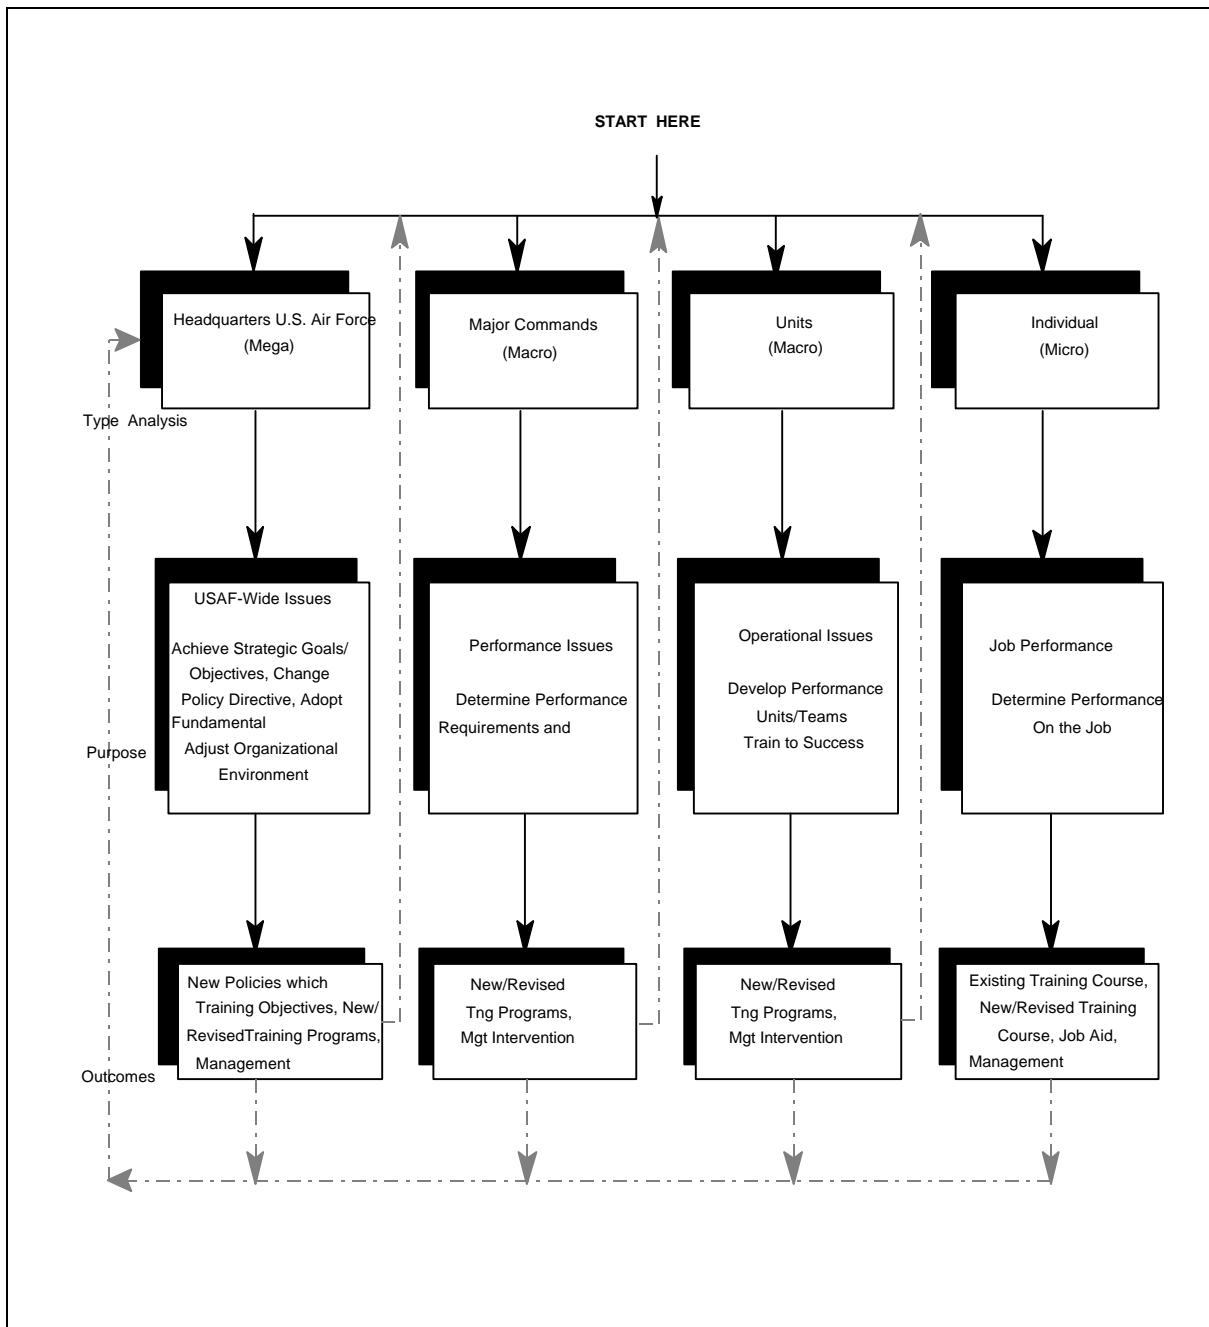 START HERE
Headquarters U.S. Air Force
(Mega)
Major Commands
(Macro)
Units
(Macro)
Individual
(Micro)
Type Analysis
USAF-Wide Issues
Achieve Strategic Goals/
Objectives, Change
Policy Directive, Adopt
Fundamental
Adjust Organizational
Environment
Performance Issues
Determine Performance
Requirements and
Operational Issues
Develop Performance
Units/Teams
Train to Success
Job Performance
Determine Performance
On the Job
Purpose
New Policies which
Training Objectives, New/
RevisedTraining Programs,
Management
New/Revised
Tng Programs,
Mgt Intervention
New/Revised
Tng Programs,
Mgt Intervention
Existing Training Course,
New/Revised Training
Course, Job Aid,
Management
Outcomes